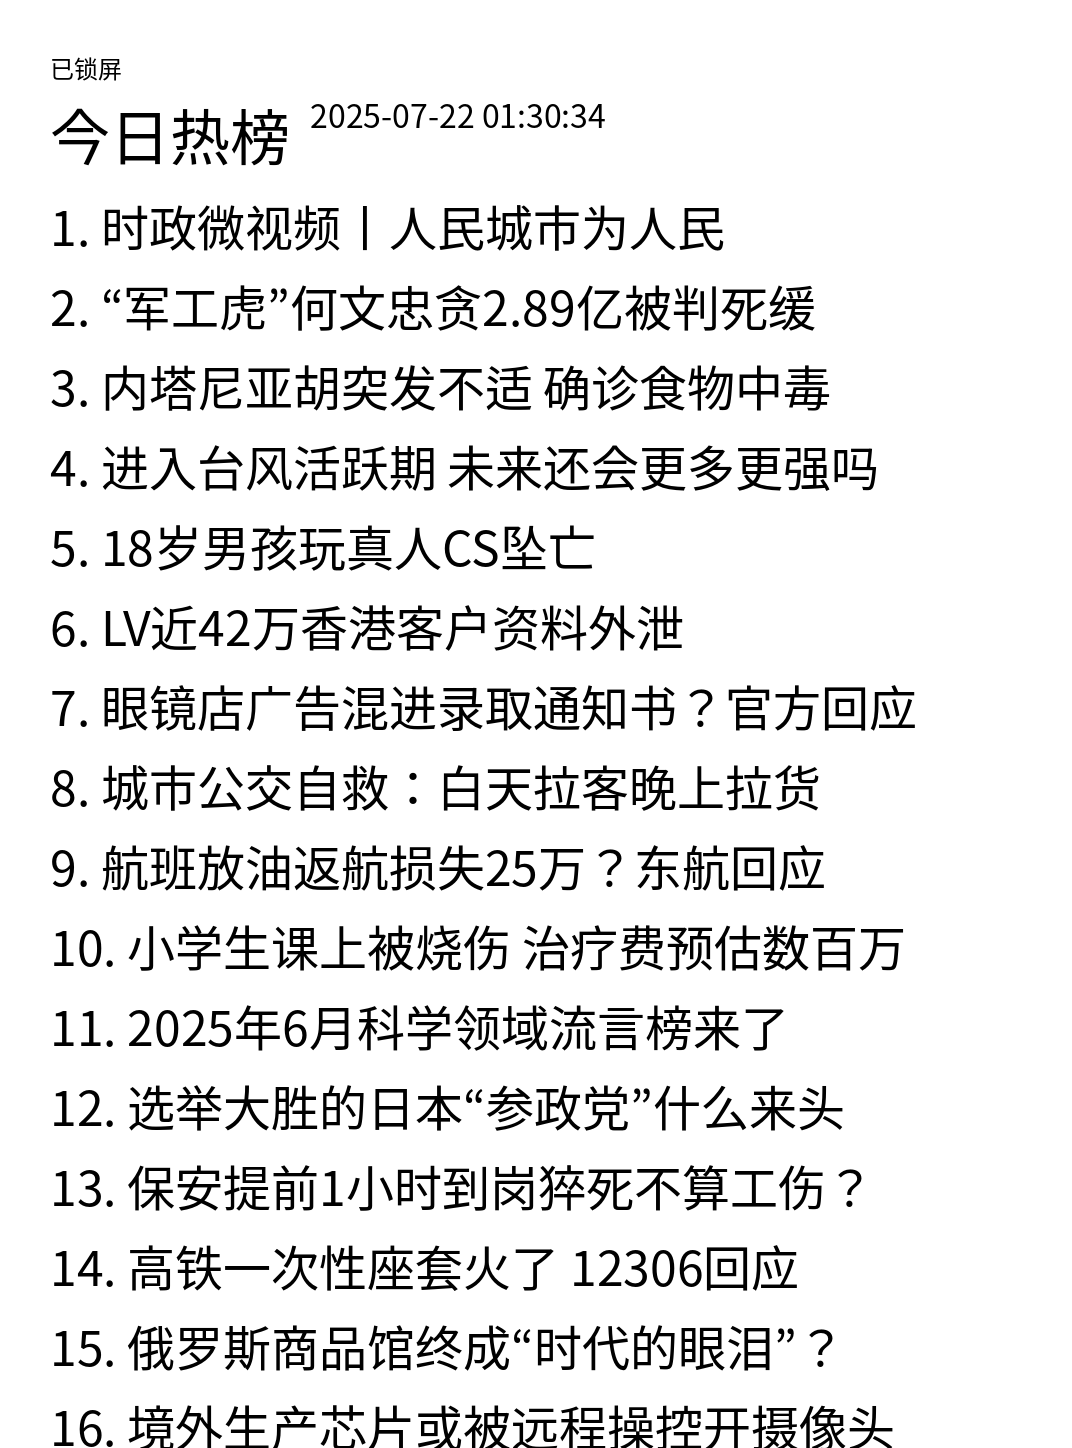 已锁屏
今日热榜 2025-07-22 01:30:34
1. 时政微视频丨人民城市为人民
2. “军工虎”何文忠贪2.89亿被判死缓
3. 内塔尼亚胡突发不适 确诊食物中毒
4. 进入台风活跃期 未来还会更多更强吗
5. 18岁男孩玩真人CS坠亡
6. LV近42万香港客户资料外泄
7. 眼镜店广告混进录取通知书？官方回应
8. 城市公交自救：白天拉客晚上拉货
9. 航班放油返航损失25万？东航回应
10. 小学生课上被烧伤 治疗费预估数百万
11. 2025年6月科学领域流言榜来了
12. 选举大胜的日本“参政党”什么来头
13. 保安提前1小时到岗猝死不算工伤？
14. 高铁一次性座套火了 12306回应
15. 俄罗斯商品馆终成“时代的眼泪”？
16. 境外生产芯片或被远程操控开摄像头